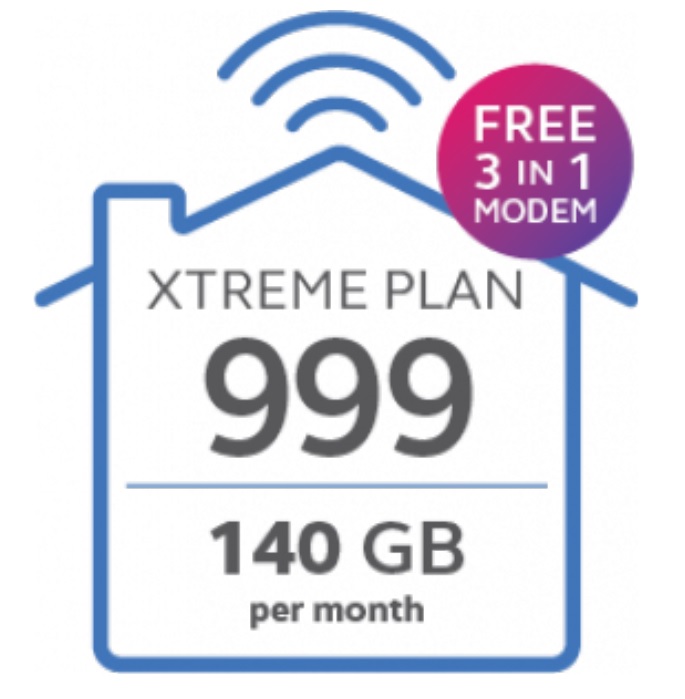 FREE
3 IN 1
MODEM
XTREME PLAN
999
140 GB
per month